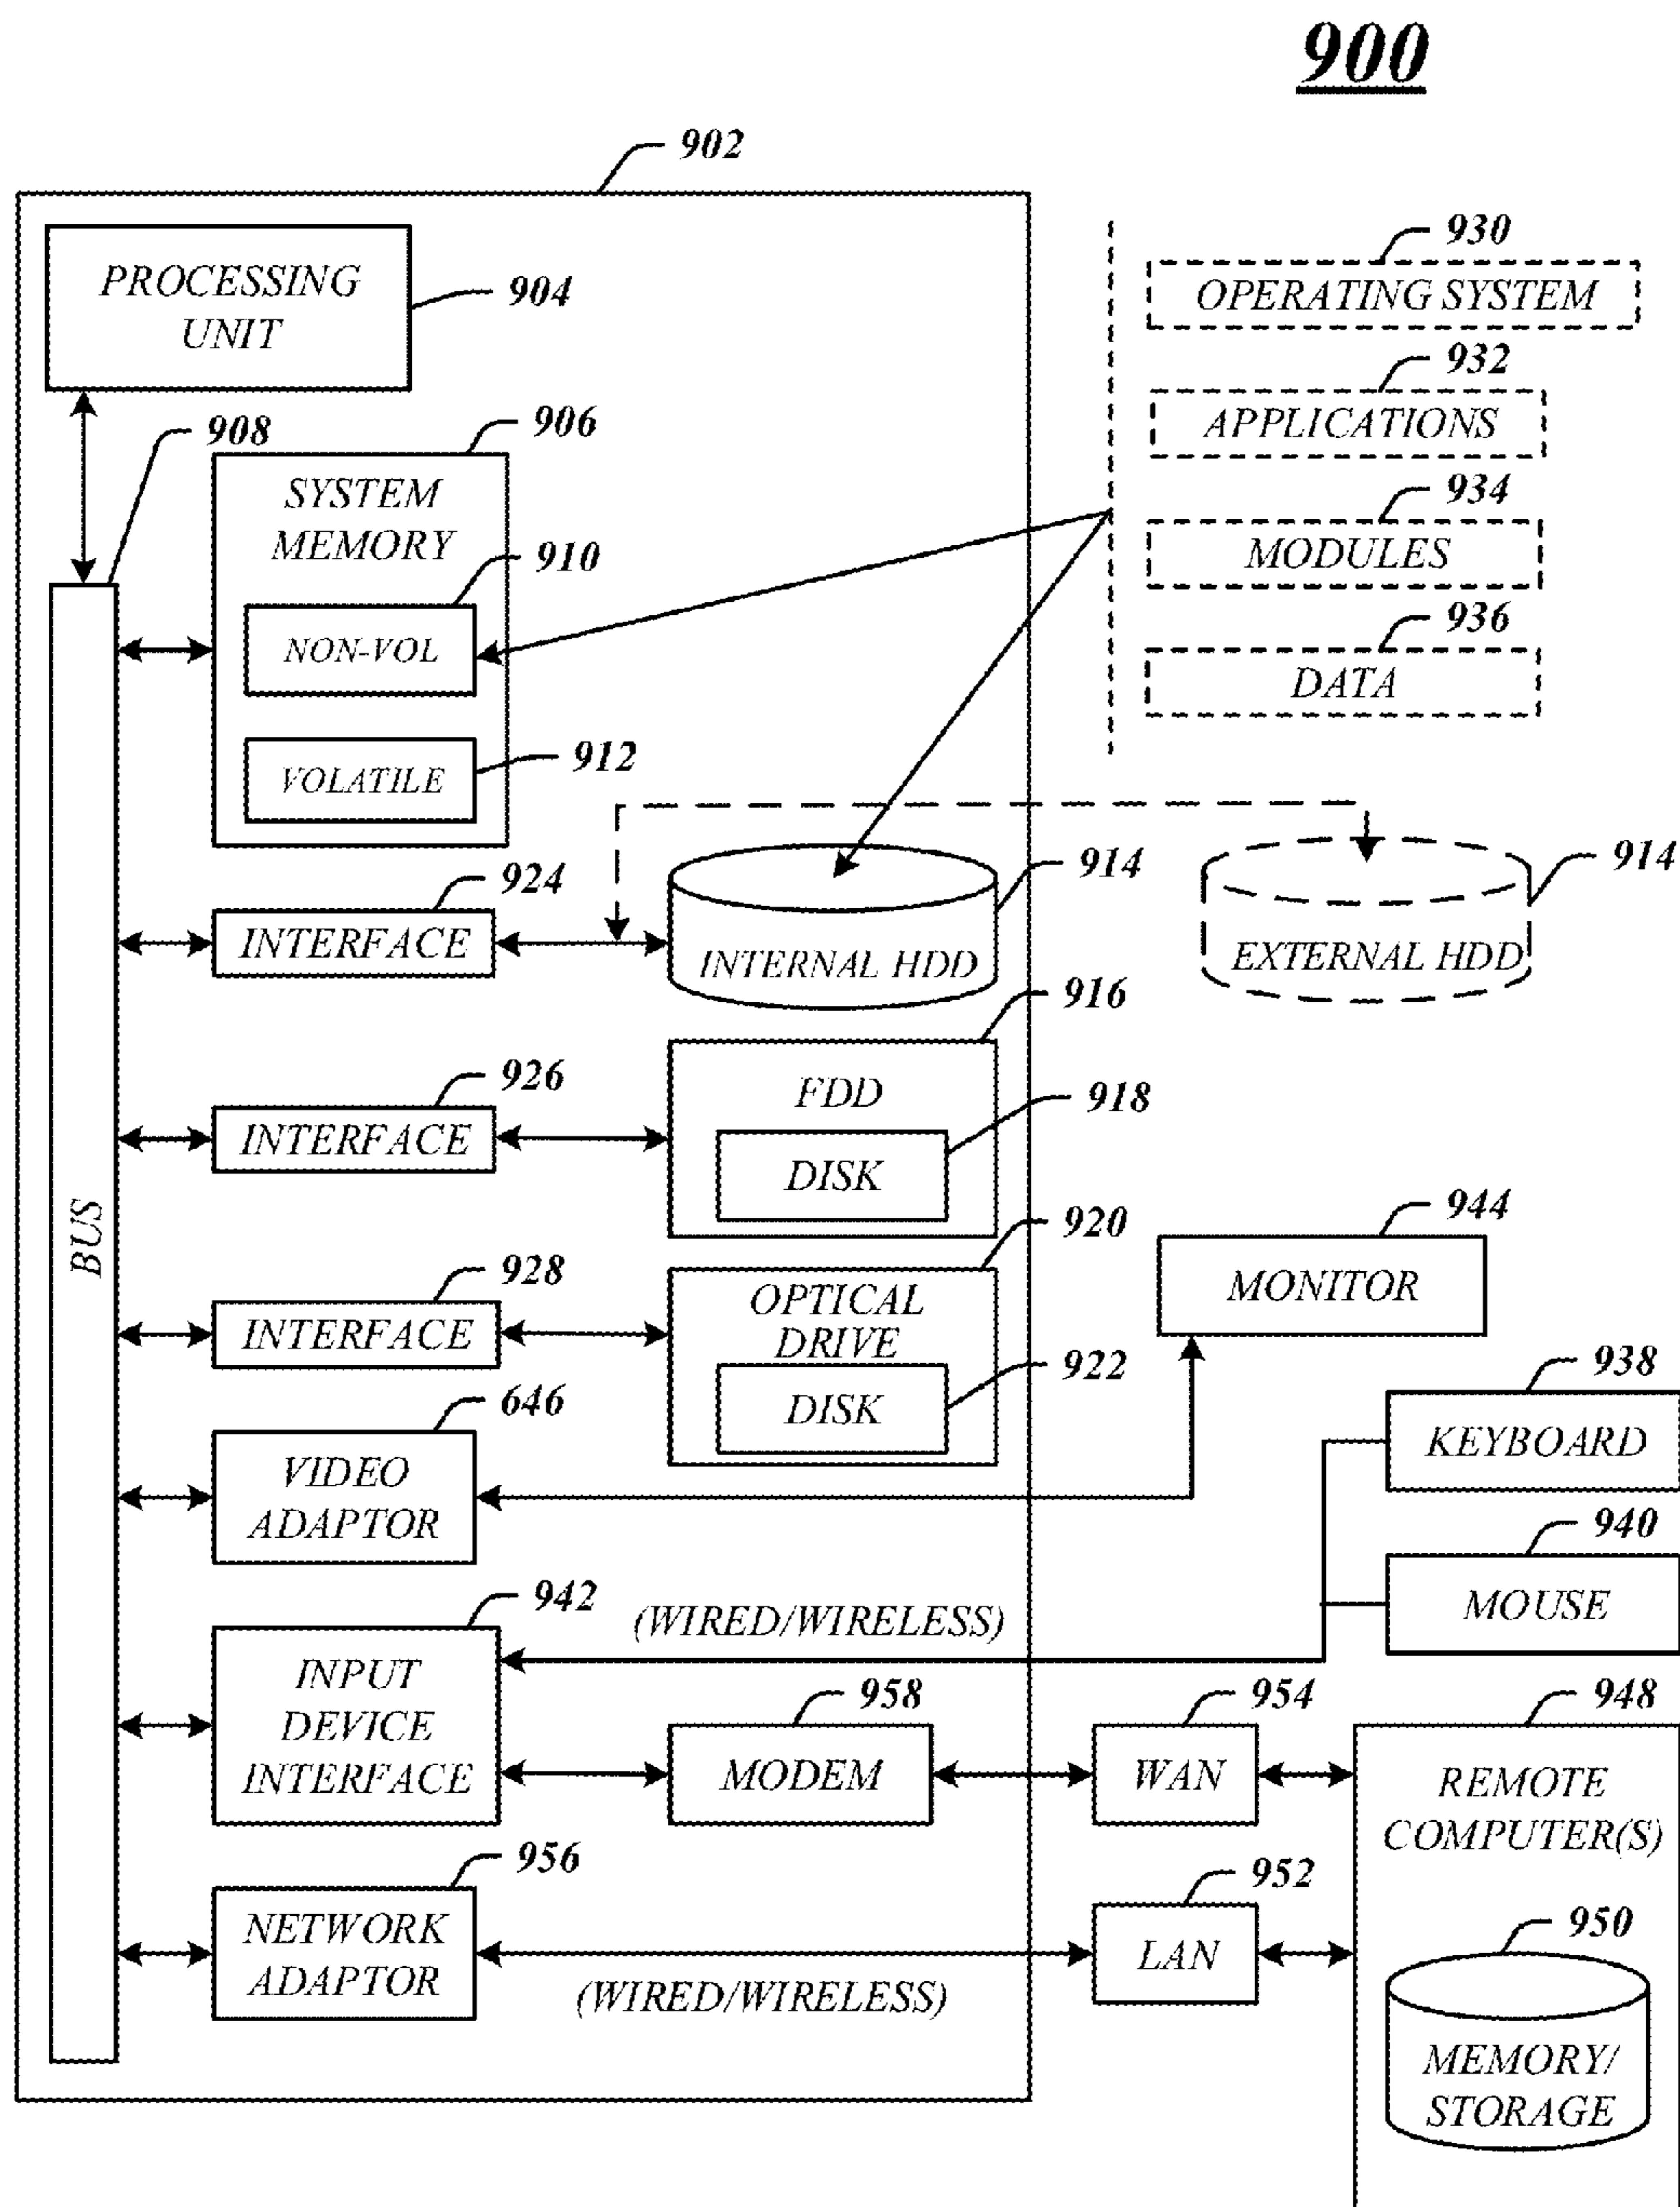 900
902
PROCESSING
UNIT
904
908
906
SYSTEM
MEMORY
910
NON-VOL
912
VOLATILE
930
OPERATING SYSTEM
932
APPLICATIONS
934
MODULES
936
DATA
BUS
924
INTERFACE
914
INTERNAL HDD
914
EXTERNAL HDD
926
INTERFACE
916
FDD
918
DISK
928
INTERFACE
920
OPTICAL
DRIVE
922
DISK
944
MONITOR
646
VIDEO
ADAPTOR
938
KEYBOARD
940
MOUSE
942
INPUT
DEVICE
INTERFACE
(WIRED/WIRELESS)
958
MODEM
954
WAN
948
REMOTE
COMPUTER(S)
956
NETWORK
ADAPTOR
(WIRED/WIRELESS)
952
LAN
950
MEMORY/
STORAGE